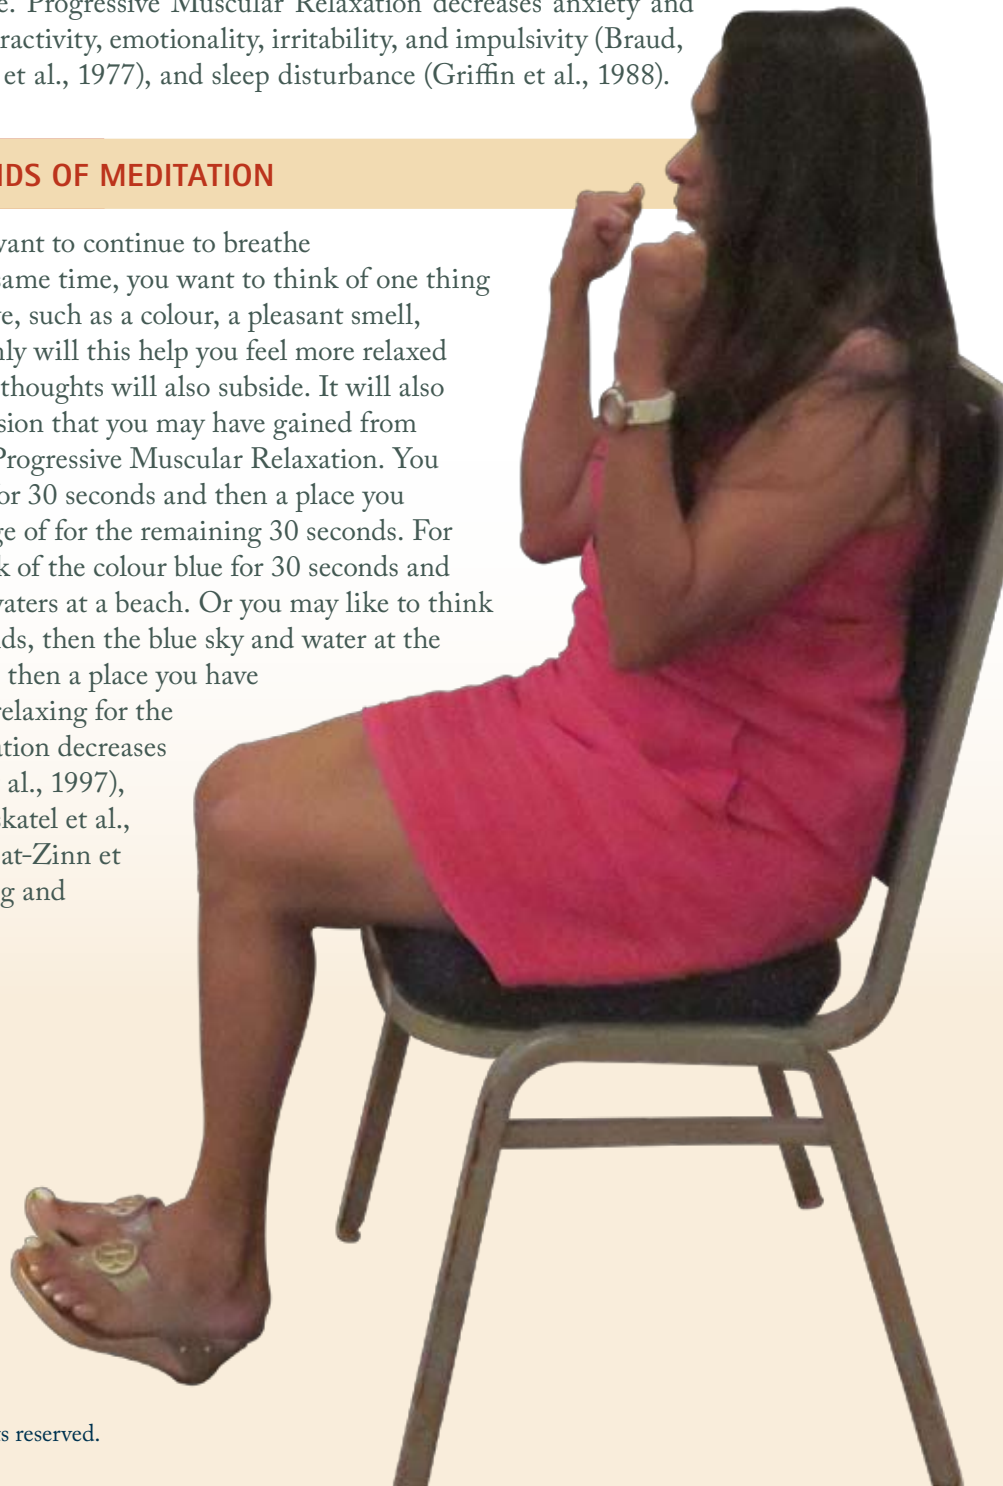 e. Progressive Muscular Relaxation decreases anxiety and
ractivity, emotionality, irritability, and impulsivity (Braud,
et al., 1977), and sleep disturbance (Griffin et al., 1988).
NDS OF MEDITATION
want to continue to breathe
same time, you want to think of one thing
e, such as a colour, a pleasant smell,
nly will this help you feel more relaxed
thoughts will also subside. It will also
sion that you may have gained from
Progressive Muscular Relaxation. You
or 30 seconds and then a place you
ge of for the remaining 30 seconds. For
k of the colour blue for 30 seconds and
waters at a beach. Or you may like to think
ds, then the blue sky and water at the
then a place you have
relaxing for the
ation decreases
al., 1997),
skatel et al.,
at-Zinn et
g and
s reserved.